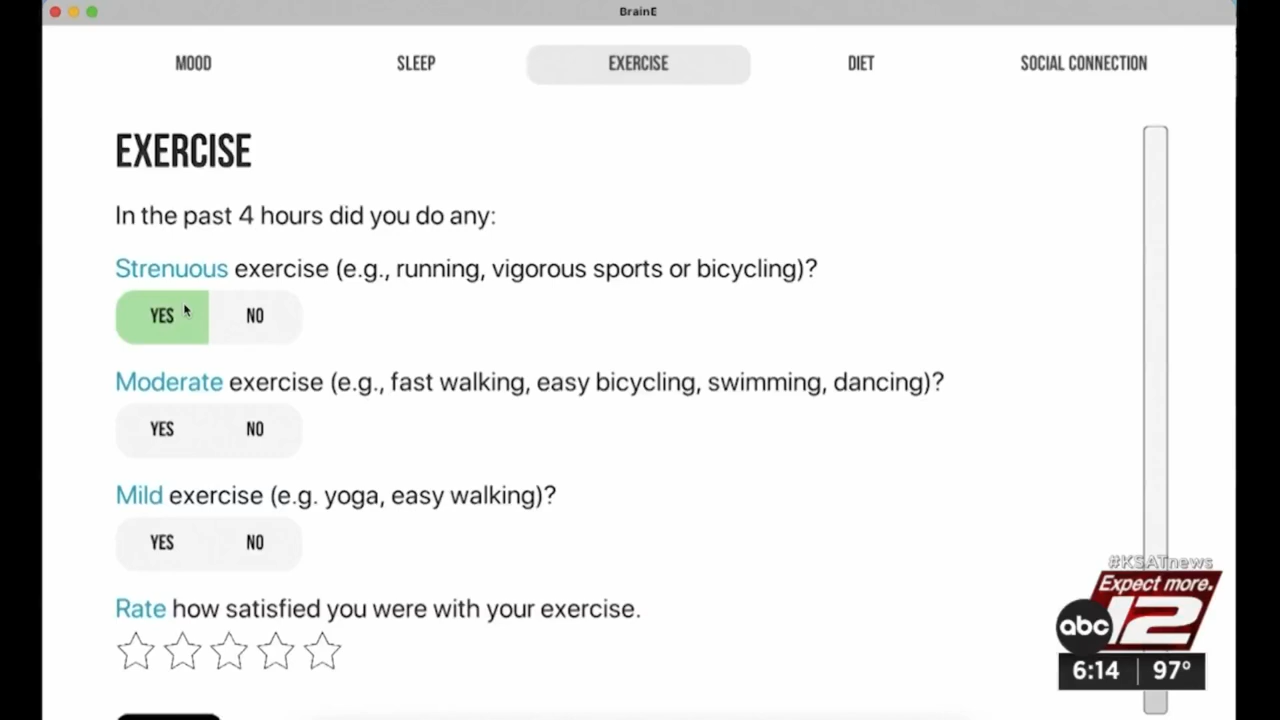 BrainE
MOOD SLEEP EXERCISE DIET SOCIAL CONNECTION
EXERCISE
In the past 4 hours did you do any:
Strenuous exercise (e.g., running, vigorous sports or bicycling)?
YES NO
Moderate exercise (e.g., fast walking, easy bicycling, swimming, dancing)?
YES NO
Mild exercise (e.g. yoga, easy walking)?
YES NO
Rate how satisfied you were with your exercise.
#KSATnews
Expect more.
abc 12
6:14 97°